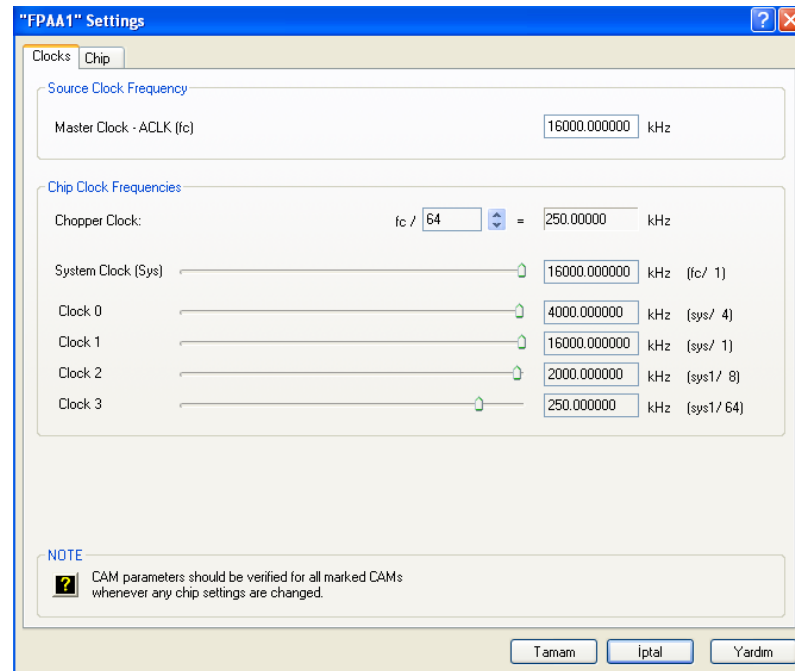 "FPAA1" Settings
Clocks Chip
Source Clock Frequency
Master Clock - ACLK (fc) 16000.000000 kHz
Chip Clock Frequencies
Chopper Clock: fc / 64 = 250.00000 kHz
System Clock (Sys) 16000.000000 kHz (fc/ 1)
Clock 0 4000.000000 kHz (sys/ 4)
Clock 1 16000.000000 kHz (sys/ 1)
Clock 2 2000.000000 kHz (sys1/ 8)
Clock 3 250.000000 kHz (sys1/ 64)
NOTE
? CAM parameters should be verified for all marked CAMs
whenever any chip settings are changed.
Tamam İptal Yardım